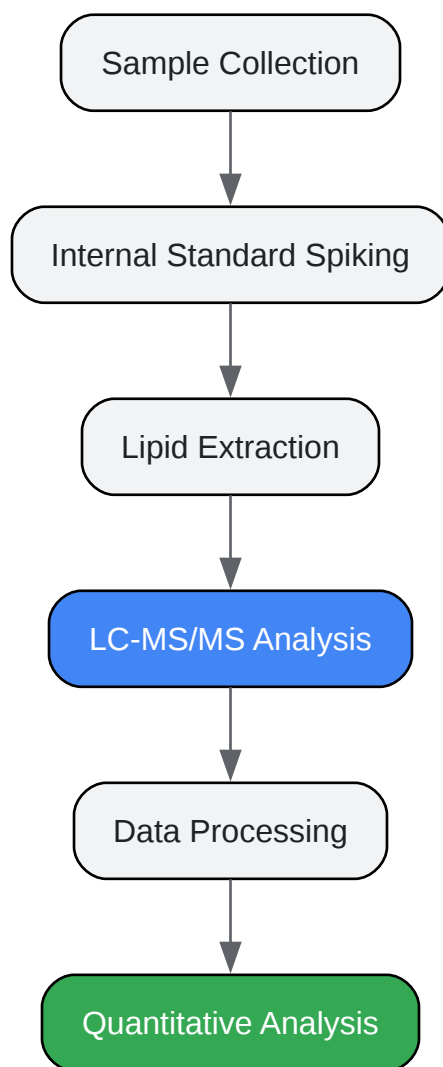 Sample Collection
Internal Standard Spiking
Lipid Extraction
LC-MS/MS Analysis
Data Processing
Quantitative Analysis